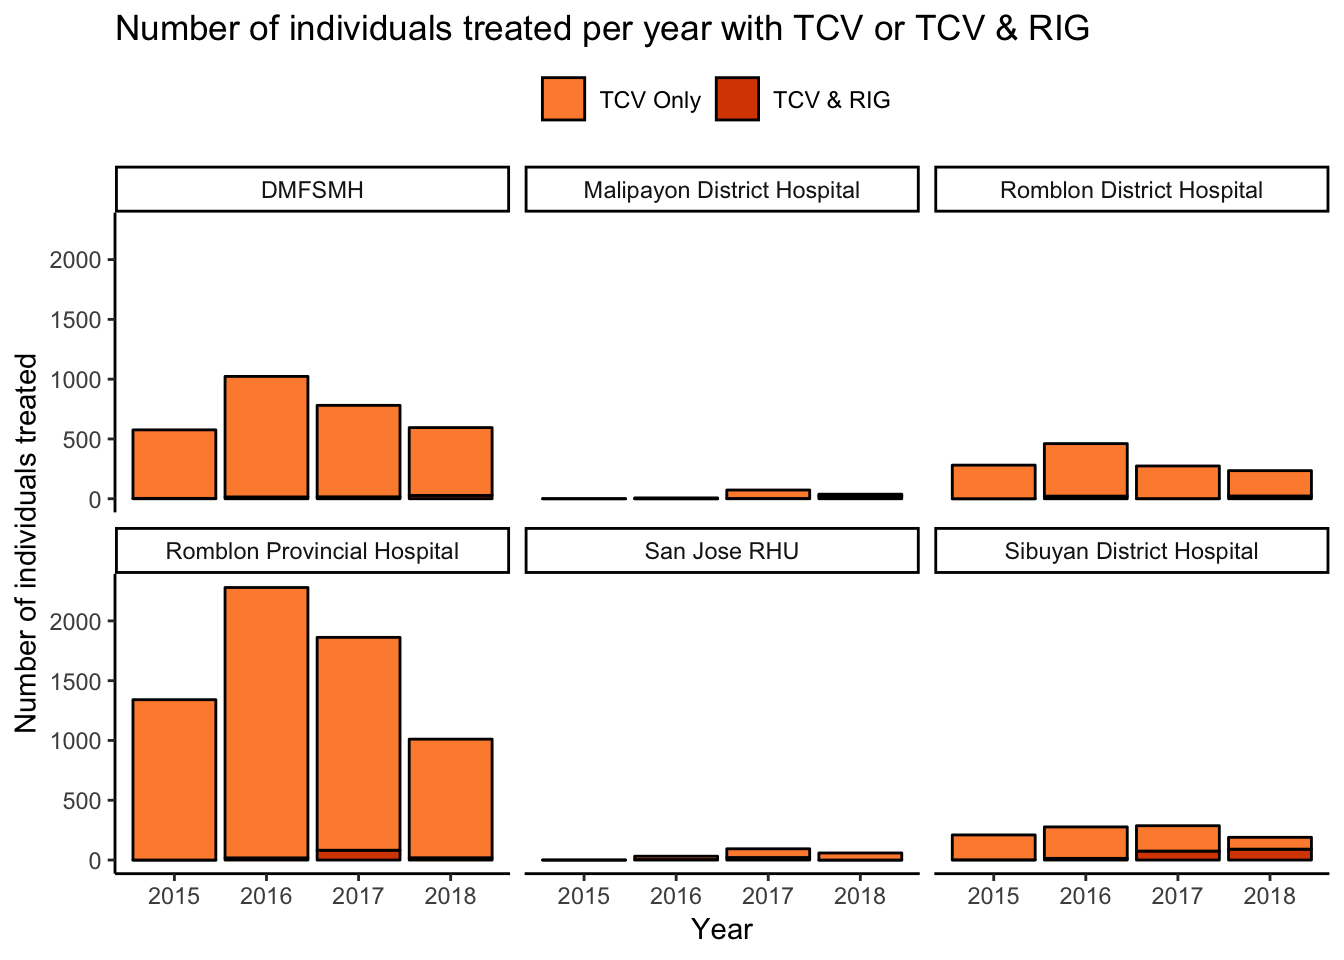 Number of individuals treated per year with TCV or TCV & RIG
TCV Only TCV & RIG
DMFSMH Malipayon District Hospital Romblon District Hospital
2000
1500
1000
500
0
Number of individuals treated
Romblon Provincial Hospital San Jose RHU Sibuyan District Hospital
2000
1500
1000
500
0
2015 2016 2017 2018 2015 2016 2017 2018 2015 2016 2017 2018
Year